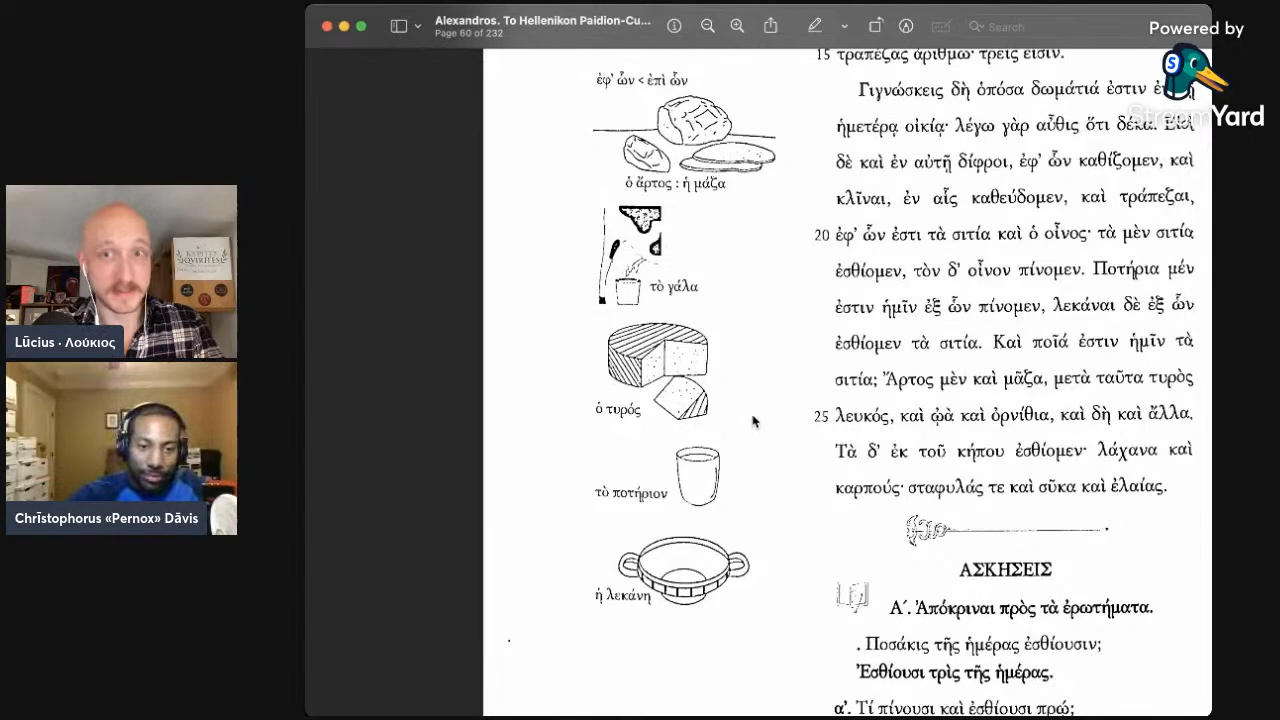 Alexandros. To Hellenikon Paidion-Cu...
Page 60 of 232
Search
Powered by
StreamYard
Lūcius · Λούκιος
Chrīstophorus «Pernox» Dāvis
ἐφ' ὧν < ἐπὶ ὧν
ὁ ἄρτος : ἡ μάζα
τὸ γάλα
ὁ τυρός
τὸ ποτήριον
ἡ λεκάνη
15 τραπέζας ἀριθμῶ· τρεῖς εἰσιν.
Γιγνώσκεις δὴ ὁπόσα δωμάτιά ἐστιν
ἡμετέρᾳ οἰκίᾳ· λέγω γὰρ αὖθις ὅτι δέκα. Εἰσὶ
δὲ καὶ ἐν αὐτῇ δίφροι, ἐφ' ὧν καθίζομεν, καὶ
κλῖναι, ἐν αἷς καθεύδομεν, καὶ τράπεζαι,
20 ἐφ' ὧν ἐστι τὰ σιτία καὶ ὁ οἶνος· τὰ μὲν σιτία
ἐσθίομεν, τὸν δ' οἶνον πίνομεν. Ποτήρια μέν
ἐστιν ἡμῖν ἐξ ὧν πίνομεν, λεκάναι δὲ ἐξ ὧν
ἐσθίομεν τὰ σιτία. Καὶ ποῖά ἐστιν ἡμῖν τὰ
σιτία; Ἄρτος μὲν καὶ μᾶζα, μετὰ ταῦτα τυρὸς
25 λευκός, καὶ ᾠὰ καὶ ὀρνίθια, καὶ δὴ καὶ ἄλλα.
Τὰ δ' ἐκ τοῦ κήπου ἐσθίομεν· λάχανα καὶ
καρπούς· σταφυλάς τε καὶ σῦκα καὶ ἐλαίας.
ΑΣΚΗΣΕΙΣ
Α΄. Ἀπόκριναι πρὸς τὰ ἐρωτήματα.
. Ποσάκις τῆς ἡμέρας ἐσθίουσιν;
Ἐσθίουσι τρὶς τῆς ἡμέρας.
α'. Τί πίνουσι καὶ ἐσθίουσι πρῴ;